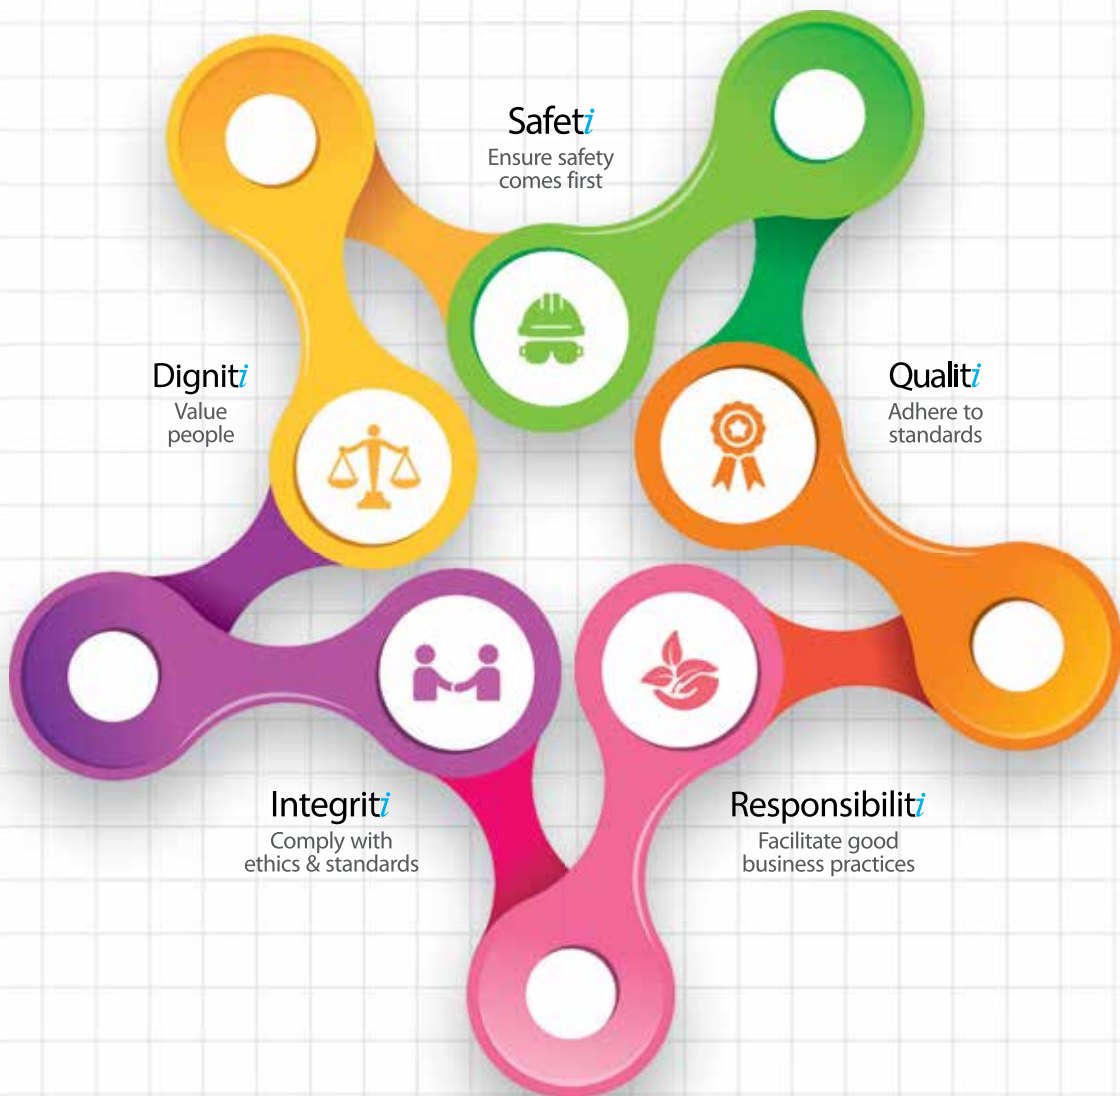 Safeti
Ensure safety
comes first
Digniti
Value
people
Qualiti
Adhere to
standards
Integriti
Comply with
ethics & standards
Responsibiliti
Facilitate good
business practices